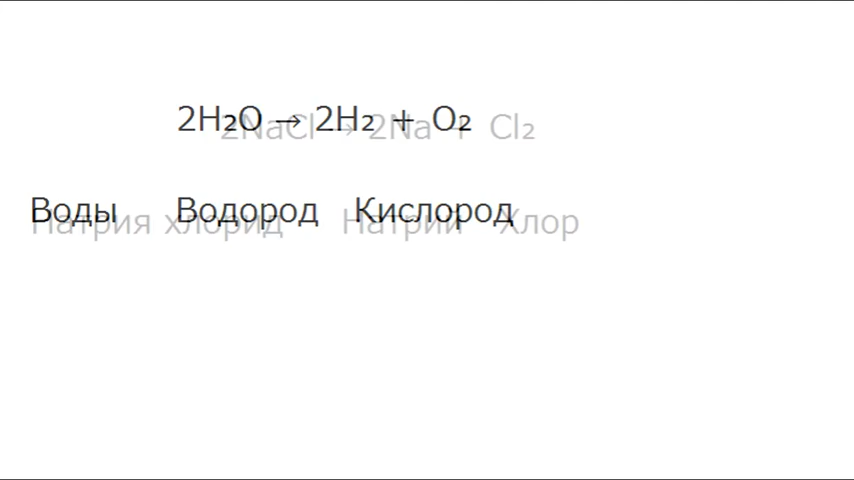 2H₂O → 2H₂ + O₂
2NaCl → 2Na + Cl₂
Воды Водород Кислород
Натрия хлорид Натрий Хлор